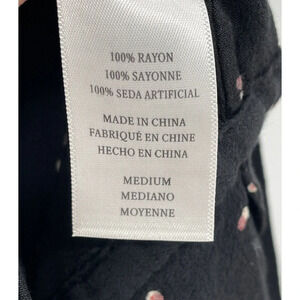 100% RAYON
100% SAYONNE
100% SEDA ARTIFICIAL
MADE IN CHINA
FABRIQUÉ EN CHINE
HECHO EN CHINA
MEDIUM
MEDIANO
MOYENNE